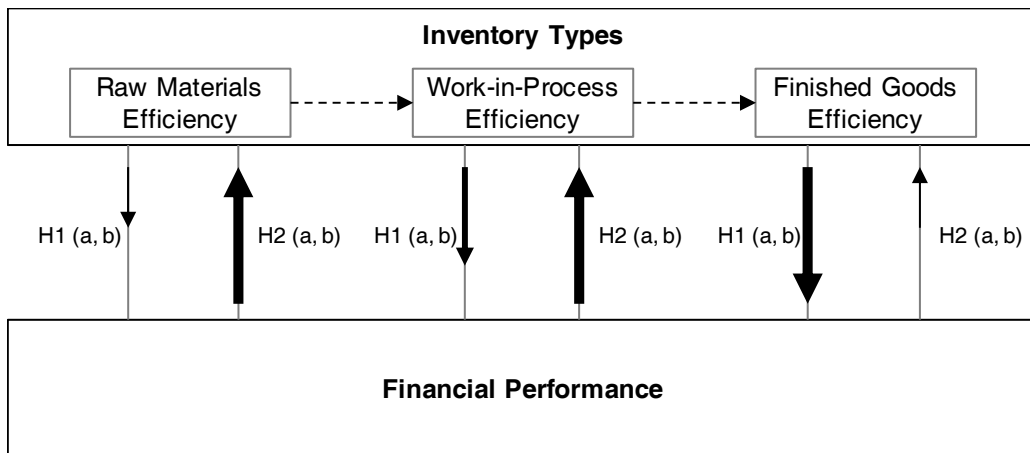 Inventory Types
Raw Materials
Efficiency
Work-in-Process
Efficiency
Finished Goods
Efficiency
H1 (a, b)
H2 (a, b)
H1 (a, b)
H2 (a, b)
H1 (a, b)
H2 (a, b)
Financial Performance